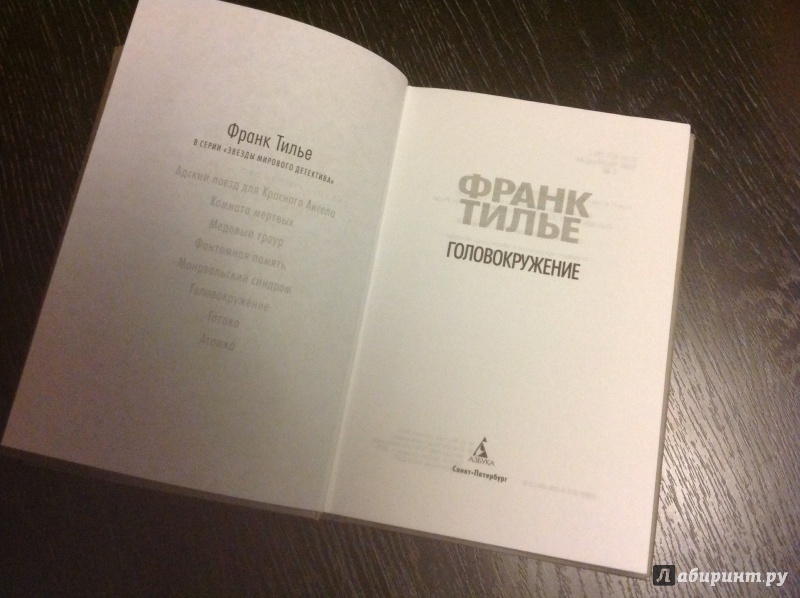 Франк Тилье
В СЕРИИ «ЗВЕЗДЫ МИРОВОГО ДЕТЕКТИВА»
Адский поезд для Красного Ангела
Комната мертвых
Медовый траур
Фантомная память
Монреальский синдром
Головокружение
Гатака
Атомка
ФРАНК
ТИЛЬЕ
ГОЛОВОКРУЖЕНИЕ
АЗБУКА
Санкт-Петербург
Лабиринт.ру